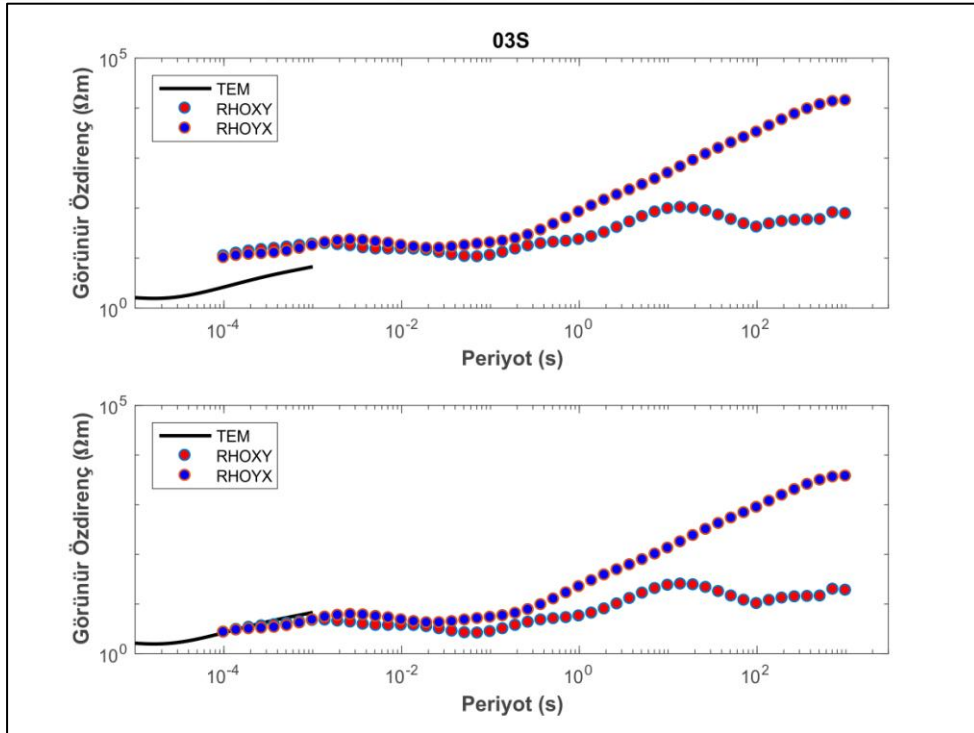 03S
Görünür Özdirenç (Ωm)
10^5
10^0
TEM
RHOXY
RHOYX
10^-4
10^-2
10^0
10^2
Periyot (s)
Görünür Özdirenç (Ωm)
10^5
10^0
TEM
RHOXY
RHOYX
10^-4
10^-2
10^0
10^2
Periyot (s)